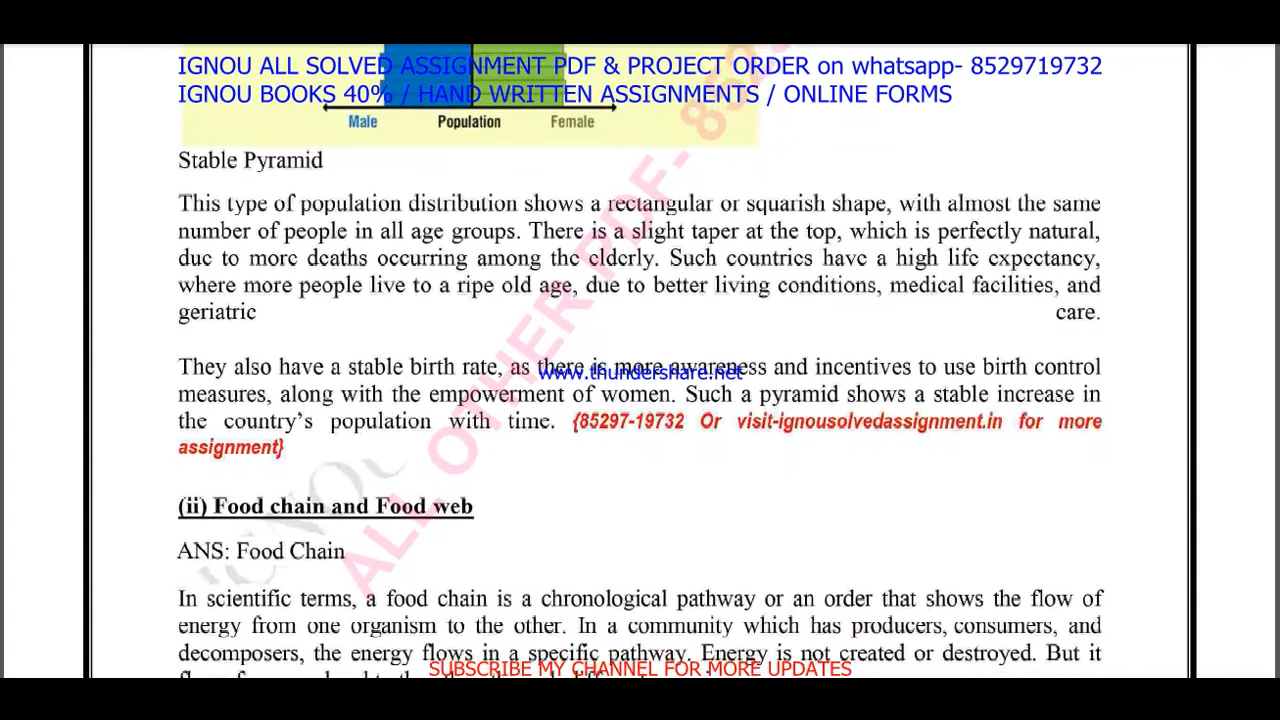 IGNOU ALL SOLVED ASSIGNMENT PDF & PROJECT ORDER on whatsapp- 8529719732
IGNOU BOOKS 40% / HAND WRITTEN ASSIGNMENTS / ONLINE FORMS
Male Population Female
Stable Pyramid
This type of population distribution shows a rectangular or squarish shape, with almost the same
number of people in all age groups. There is a slight taper at the top, which is perfectly natural,
due to more deaths occurring among the elderly. Such countries have a high life expectancy,
where more people live to a ripe old age, due to better living conditions, medical facilities, and
geriatric care.
They also have a stable birth rate, as there is more awareness and incentives to use birth control
www.thundershare.net
measures, along with the empowerment of women. Such a pyramid shows a stable increase in
the country's population with time. {85297-19732 Or visit-ignousolvedassignment.in for more
assignment}
(ii) Food chain and Food web
ANS: Food Chain
In scientific terms, a food chain is a chronological pathway or an order that shows the flow of
energy from one organism to the other. In a community which has producers, consumers, and
decomposers, the energy flows in a specific pathway. Energy is not created or destroyed. But it
SUBSCRIBE MY CHANNEL FOR MORE UPDATES
IGNOU
ALL OTHER PDF- 852